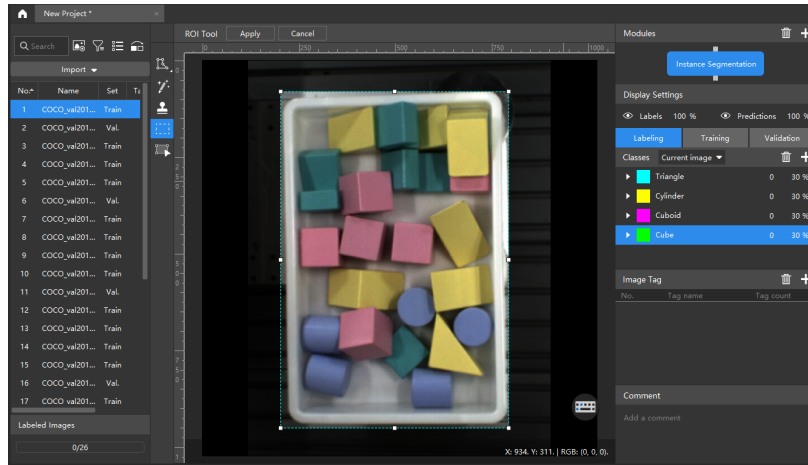 New Project *
ROI Tool Apply Cancel
Modules
Search
0 250 500 750 1000
Import
Instance Segmentation
No. Name Set
Display Settings
Labels 100 % Predictions 100 %
Labeling Training Validation
Classes Current image
Triangle 0 30 %
Cylinder 0 30 %
Cuboid 0 30 %
Cube 0 30 %
1 COCO_val201... Train
2 COCO_val201... Val.
3 COCO_val201... Train
4 COCO_val201... Train
5 COCO_val201... Train
6 COCO_val201... Val.
7 COCO_val201... Train
8 COCO_val201... Train
9 COCO_val201... Train
10 COCO_val201... Train
11 COCO_val201... Val.
12 COCO_val201... Train
13 COCO_val201... Train
14 COCO_val201... Train
15 COCO_val201... Train
16 COCO_val201... Val.
17 COCO_val201... Train
0
250
500
750
Image Tag
No. Tag name Tag count
Comment
Add a comment
Labeled Images
0/26
X: 934. Y: 311. | RGB: (0, 0, 0).